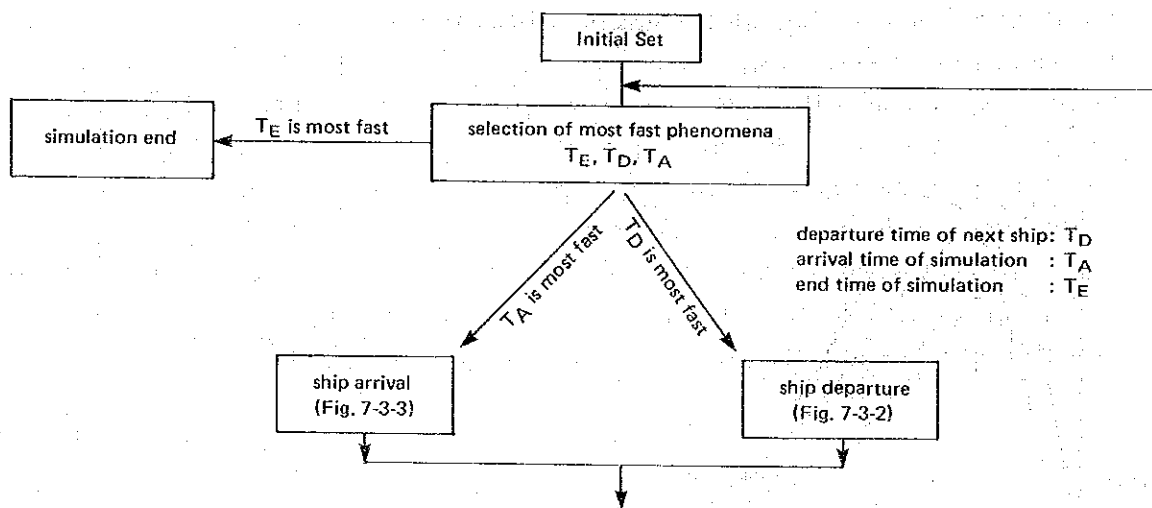 Initial Set
simulation end
T_E is most fast
selection of most fast phenomena
T_E, T_D, T_A
departure time of next ship: T_D
arrival time of simulation : T_A
end time of simulation : T_E
T_A is most fast
T_D is most fast
ship arrival
(Fig. 7-3-3)
ship departure
(Fig. 7-3-2)